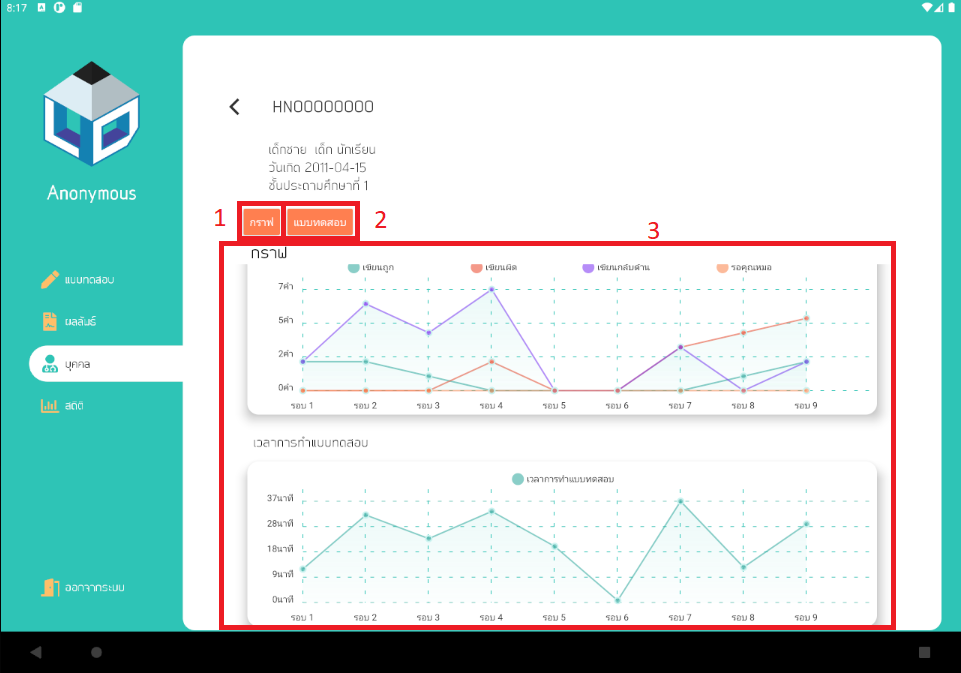 8:17
Anonymous
แบบทดสอบ
ผลลัพธ์
บุคคล
สถิติ
ออกจากระบบ
HN00000000
เด็กชาย เด็ก นักเรียน
วันเกิด 2011-04-15
ชั้นประถามศึกษาที่ 1
1
กราฟ
แบบทดสอบ
2
3
กราฟ
เขียนถูก เขียนผิด เขียนกลับด้าน รอคุณหมอ
7คำ
5คำ
2คำ
0คำ
รอบ 1 รอบ 2 รอบ 3 รอบ 4 รอบ 5 รอบ 6 รอบ 7 รอบ 8 รอบ 9
เวลาการทำแบบทดสอบ
เวลาการทำแบบทดสอบ
37นาที
28นาที
18นาที
9นาที
0นาที
รอบ 1 รอบ 2 รอบ 3 รอบ 4 รอบ 5 รอบ 6 รอบ 7 รอบ 8 รอบ 9